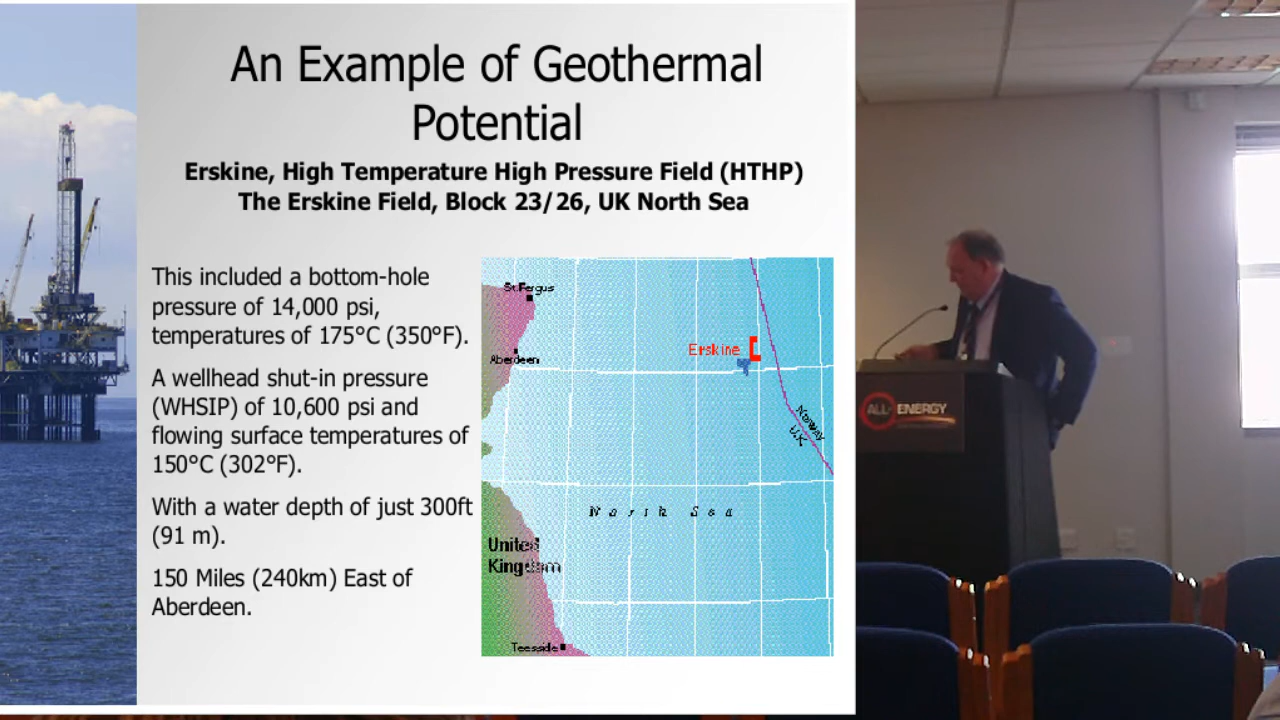 An Example of Geothermal
Potential
Erskine, High Temperature High Pressure Field (HTHP)
The Erskine Field, Block 23/26, UK North Sea
This included a bottom-hole
pressure of 14,000 psi,
temperatures of 175°C (350°F).
A wellhead shut-in pressure
(WHSIP) of 10,600 psi and
flowing surface temperatures of
150°C (302°F).
With a water depth of just 300ft
(91 m).
150 Miles (240km) East of
Aberdeen.
St.Fergus
Aberdeen
Erskine
Norway
U.K.
North Sea
United
Kingdom
Teesside
ALL-ENERGY